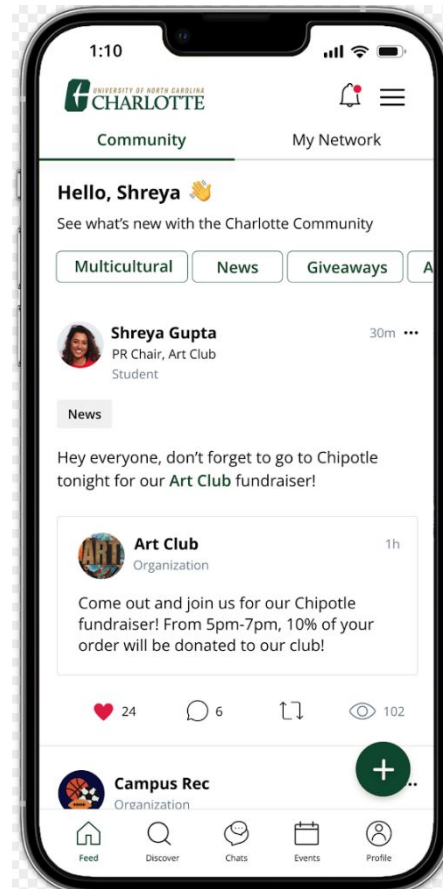 1:10
UNIVERSITY OF NORTH CAROLINA
CHARLOTTE
Community My Network
Hello, Shreya 👋
See what's new with the Charlotte Community
Multicultural News Giveaways A
Shreya Gupta 30m
PR Chair, Art Club
Student
News
Hey everyone, don't forget to go to Chipotle
tonight for our Art Club fundraiser!
ART
Art Club 1h
Organization
Come out and join us for our Chipotle
fundraiser! From 5pm-7pm, 10% of your
order will be donated to our club!
24 6 102
Campus Rec
Organization
Feed Discover Chats Events Profile